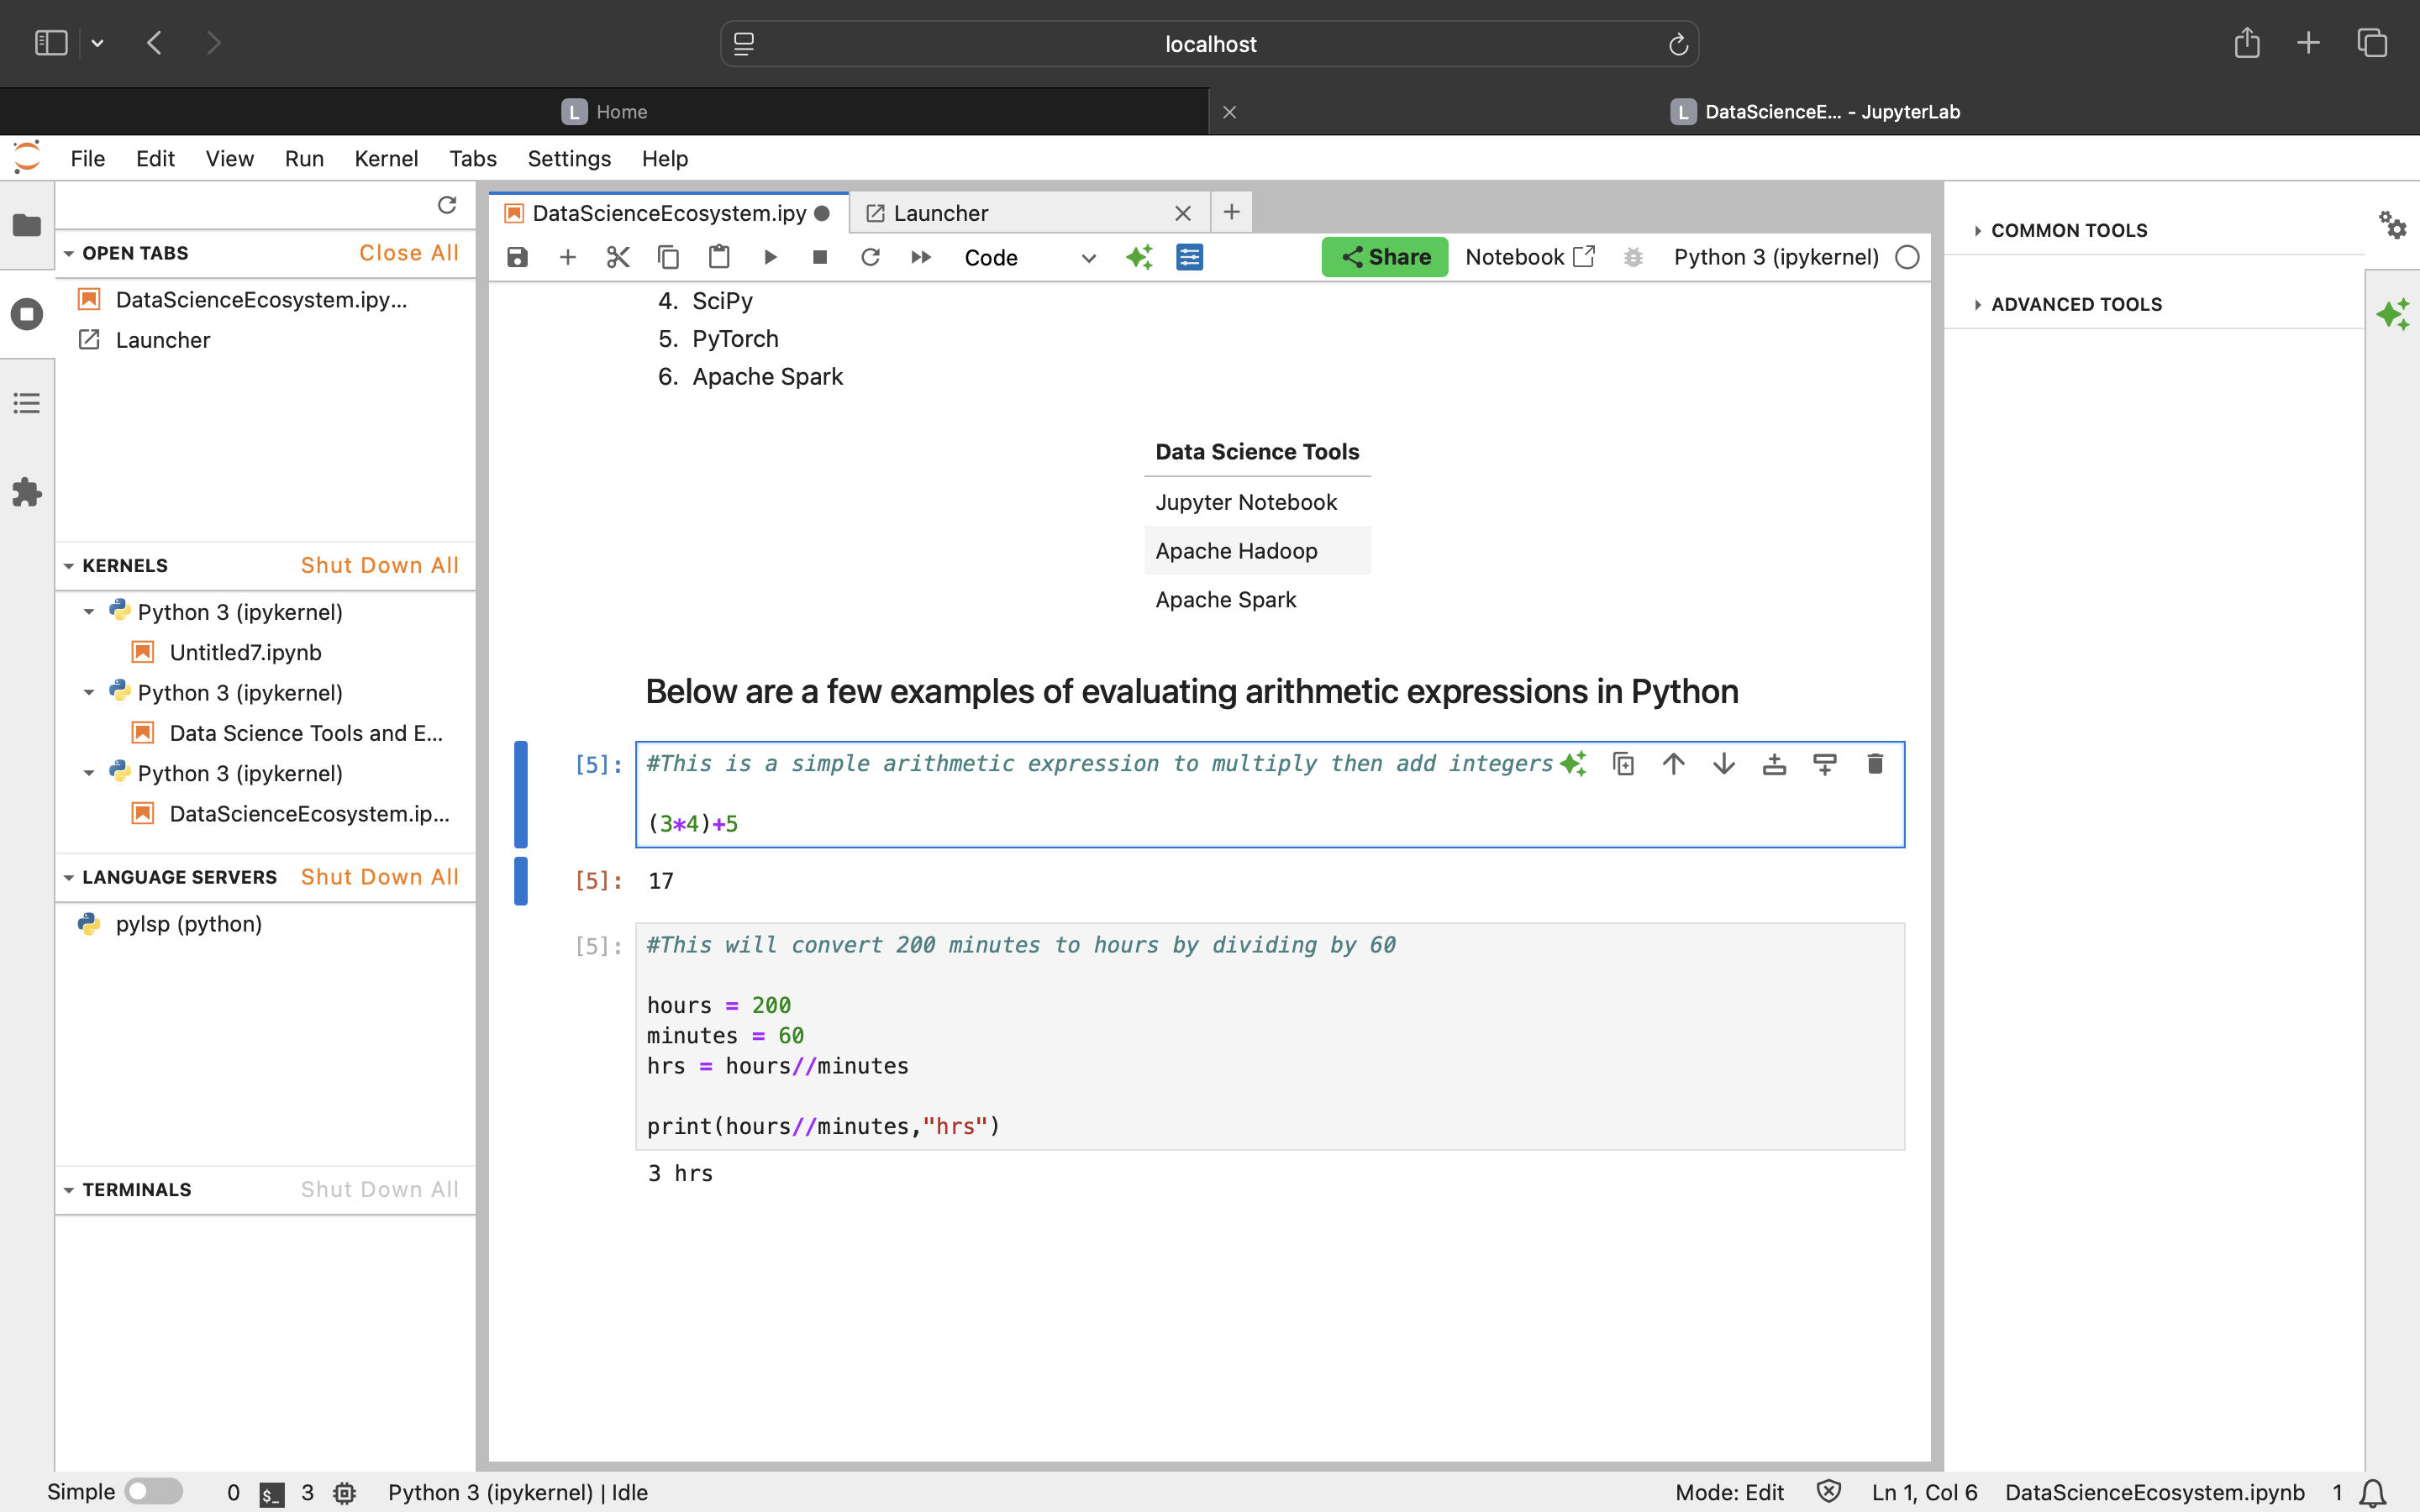 localhost
L Home
L DataScienceE... - JupyterLab
File Edit View Run Kernel Tabs Settings Help
OPEN TABS Close All
DataScienceEcosystem.ipy...
Launcher
KERNELS Shut Down All
Python 3 (ipykernel)
Untitled7.ipynb
Python 3 (ipykernel)
Data Science Tools and E...
Python 3 (ipykernel)
DataScienceEcosystem.ip...
LANGUAGE SERVERS Shut Down All
pylsp (python)
TERMINALS Shut Down All
DataScienceEcosystem.ipy
Launcher
Code
Share
Notebook
Python 3 (ipykernel)
4. SciPy
5. PyTorch
6. Apache Spark
Data Science Tools
Jupyter Notebook
Apache Hadoop
Apache Spark
Below are a few examples of evaluating arithmetic expressions in Python
[5]: #This is a simple arithmetic expression to multiply then add integers
(3*4)+5
[5]: 17
[5]: #This will convert 200 minutes to hours by dividing by 60
hours = 200
minutes = 60
hrs = hours//minutes
print(hours//minutes,"hrs")
3 hrs
COMMON TOOLS
ADVANCED TOOLS
Simple 0 $_ 3 Python 3 (ipykernel) | Idle
Mode: Edit Ln 1, Col 6 DataScienceEcosystem.ipynb 1